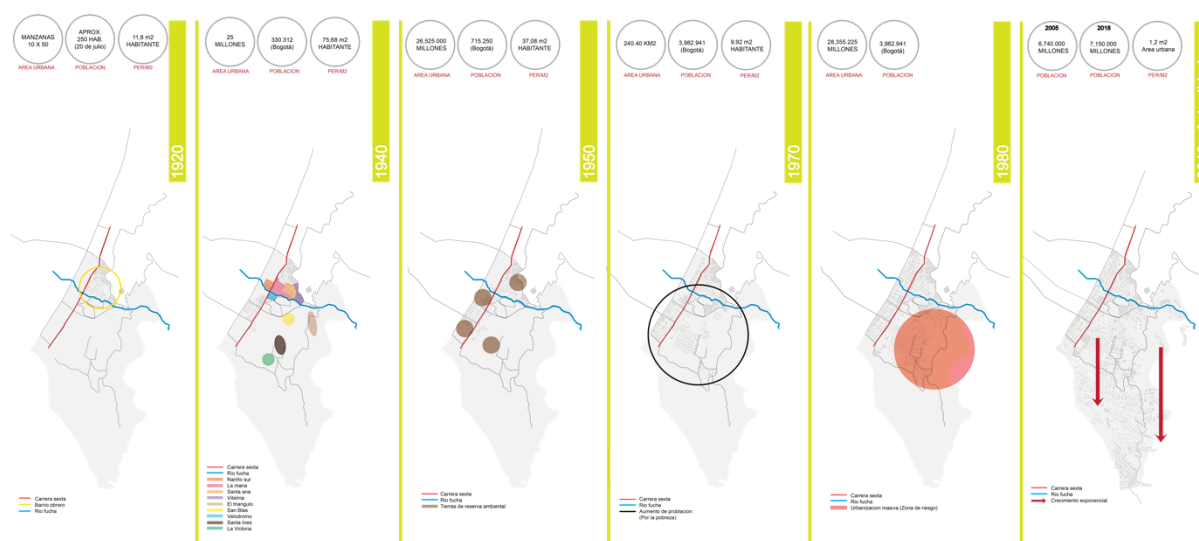 MANZANAS
10 X 50
AREA URBANA
APROX.
250 HAB.
(20 de julio)
POBLACION
11,8 m2
HABITANTE
PER/M2
1920
Carrera sexta
Barrio obrero
Rio fucha
25
MILLONES
AREA URBANA
330.312
(Bogotá)
POBLACION
75,68 m2
HABITANTE
PER/M2
1940
Carrera sexta
Rio fucha
Nariño sur
La maria
Santa ana
Vitelma
El triangulo
San Blas
Velodromo
Santa Ines
La Victoria
26,525.000
MILLONES
AREA URBANA
715.250
(Bogotá)
POBLACION
37,08 m2
HABITANTE
PER/M2
1950
Carrera sexta
Rio fucha
Tierras de reserva ambiental
240.40 KM2
AREA URBANA
3,982.941
(Bogotá)
POBLACION
9,92 m2
HABITANTE
PER/M2
1970
Carrera sexta
Rio fucha
Aumento de problacion
(Por la pobreza)
28,355.225
MILLONES
AREA URBANA
3,982.941
(Bogotá)
POBLACION
1980
Carrera sexta
Rio fucha
Urbanizacion masiva (Zona de riesgo)
2005
6,740.000
MILLONES
POBLACION
2018
7,150.000
MILLONES
POBLACION
1,2 m2
Area urbana
PER/M2
Carrera sexta
Rio fucha
Crecimiento exponencial